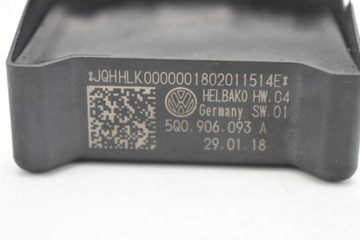 *JQHHLK0000001802011514E*
HELBAKO HW.04
Germany SW.01
5Q0.906.093 A
29.01.18